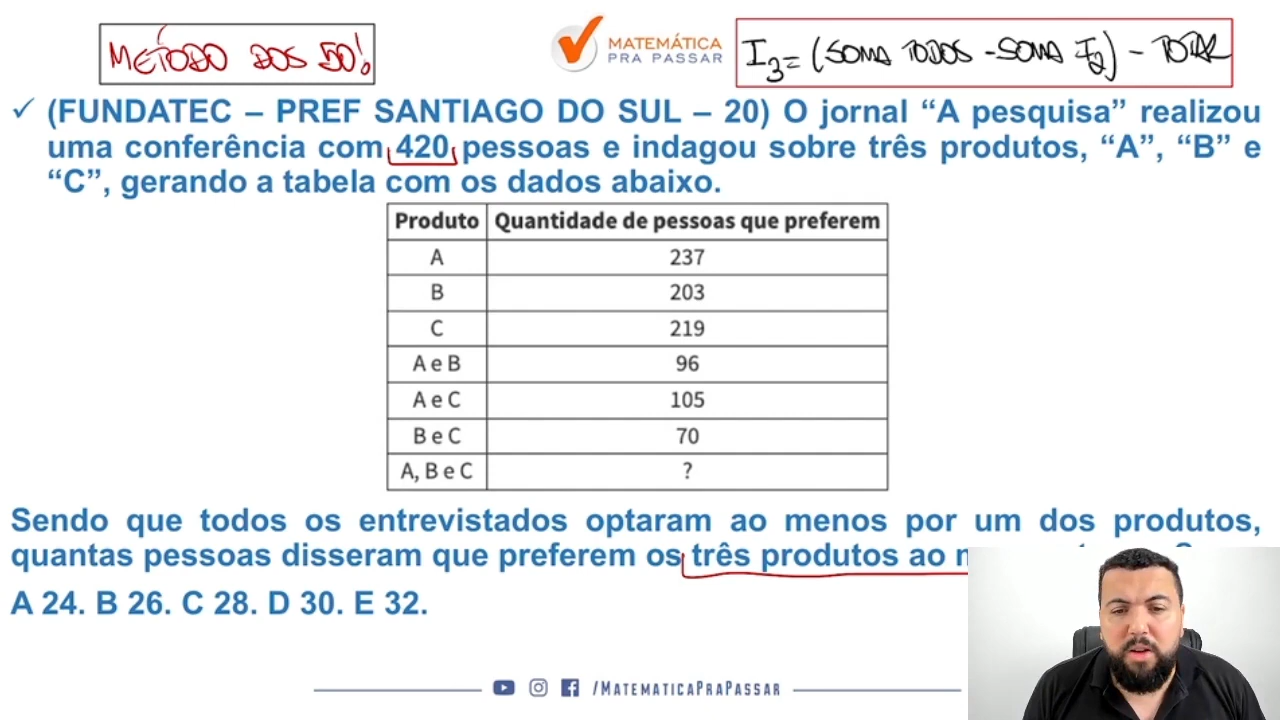 MÉTODO DOS 50!
MATEMÁTICA
PRA PASSAR
I3 = (SOMA TODOS - SOMA I2) - TOTAL
✓ (FUNDATEC – PREF SANTIAGO DO SUL – 20) O jornal “A pesquisa” realizou
uma conferência com 420 pessoas e indagou sobre três produtos, “A”, “B” e
“C”, gerando a tabela com os dados abaixo.
Produto Quantidade de pessoas que preferem
A 237
B 203
C 219
A e B 96
A e C 105
B e C 70
A, B e C ?
Sendo que todos os entrevistados optaram ao menos por um dos produtos,
quantas pessoas disseram que preferem os três produtos ao
A 24. B 26. C 28. D 30. E 32.
/MATEMATICAPRAPASSAR